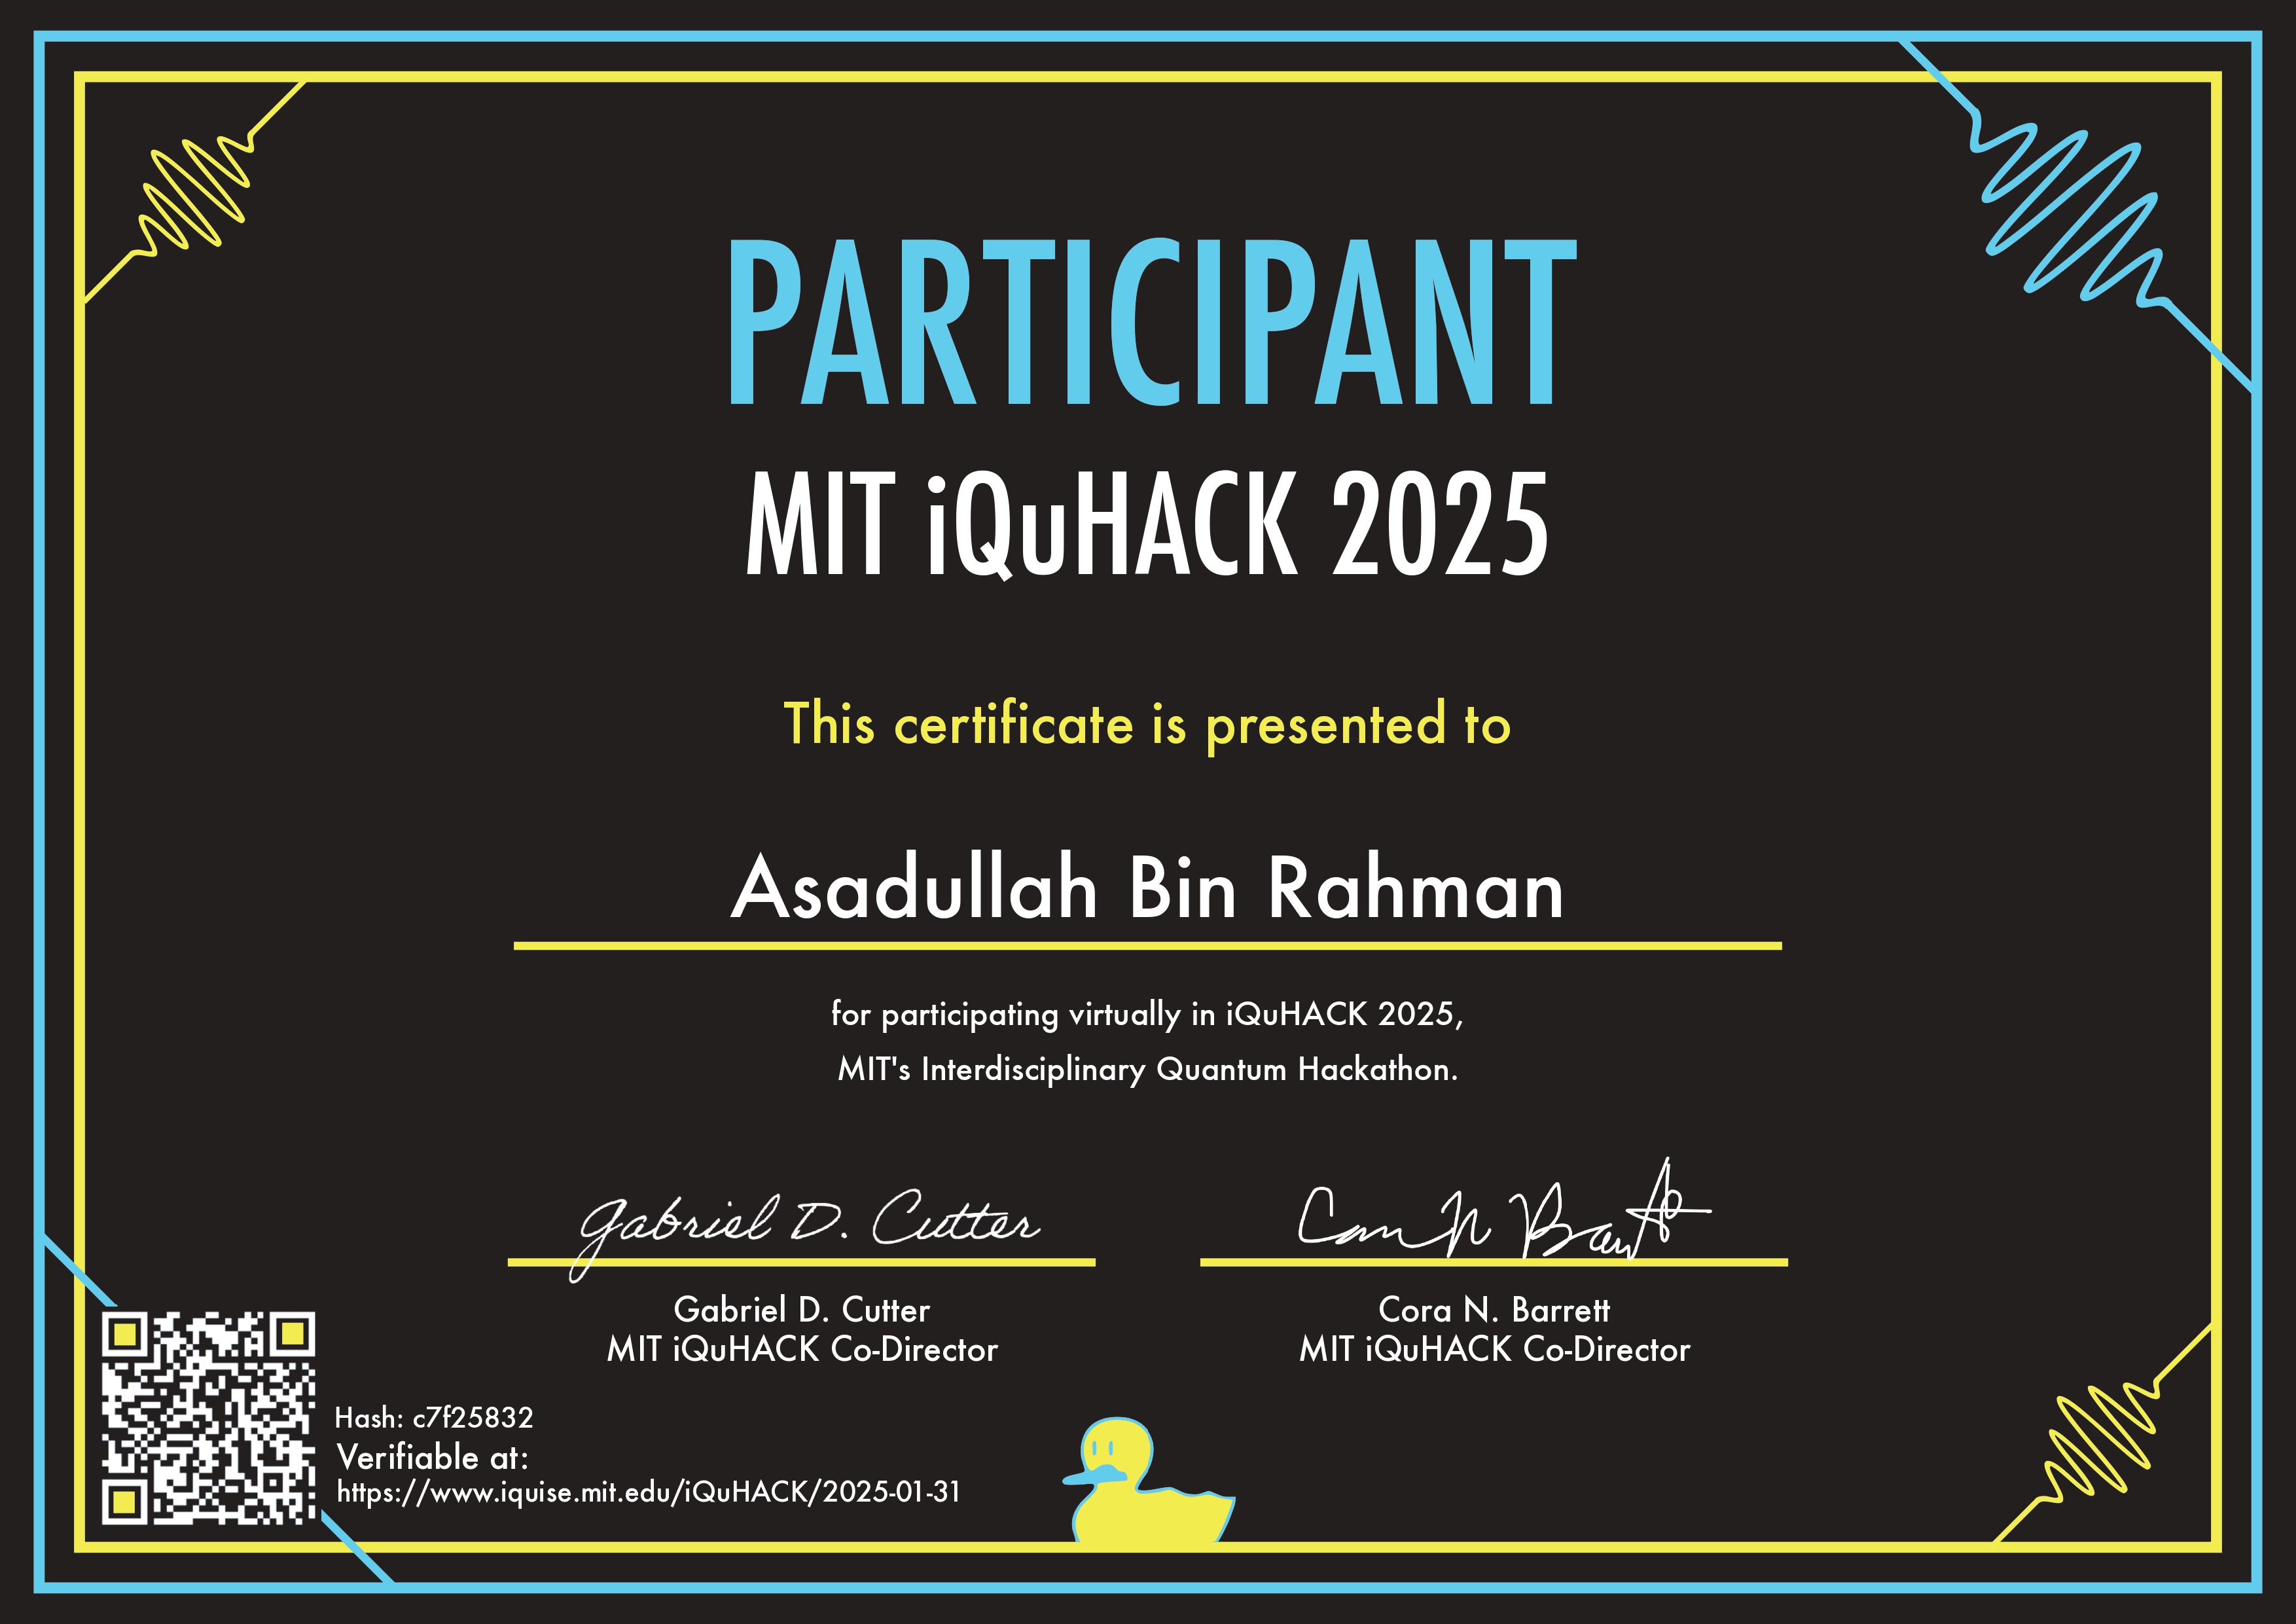 PARTICIPANT
MIT iQuHACK 2025
This certificate is presented to
Asadullah Bin Rahman
for participating virtually in iQuHACK 2025,
MIT's Interdisciplinary Quantum Hackathon.
Gabriel D. Cutter
Cora N Barrett
Gabriel D. Cutter
MIT iQuHACK Co-Director
Cora N. Barrett
MIT iQuHACK Co-Director
Hash: c7f25832
Verifiable at:
https://www.iquise.mit.edu/iQuHACK/2025-01-31